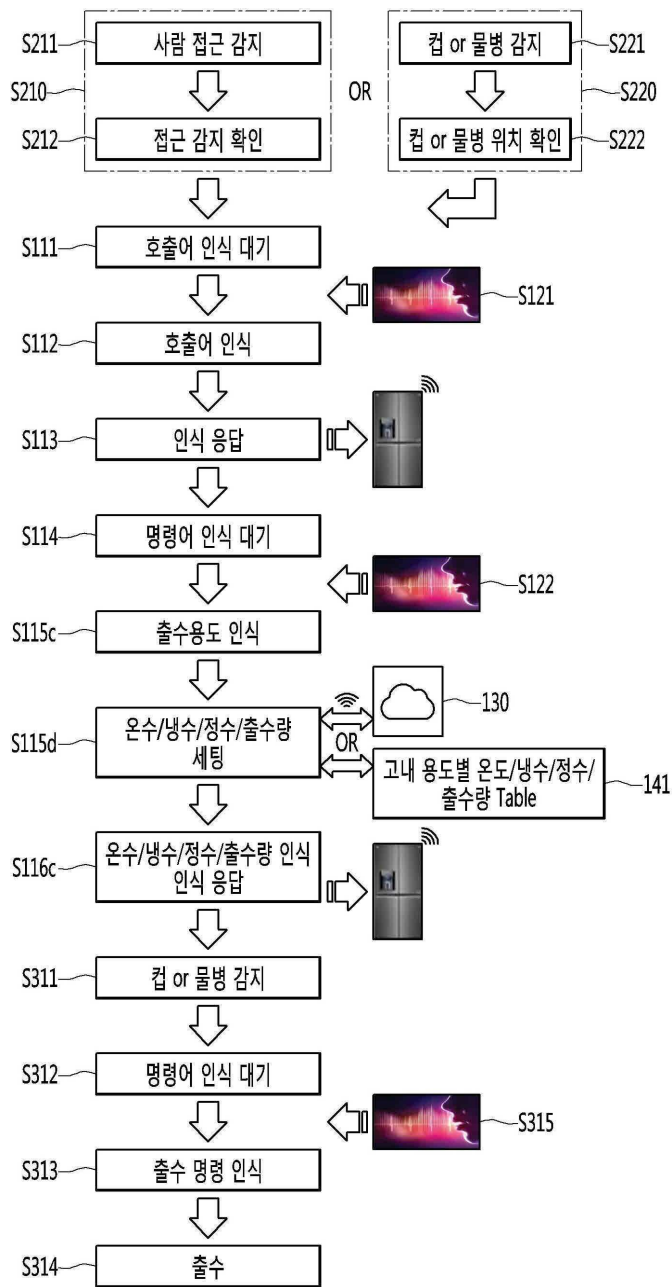 S211
사람 접근 감지
컵 or 물병 감지
S221
S210
OR
S220
S212
접근 감지 확인
컵 or 물병 위치 확인
S222
S111
호출어 인식 대기
S121
S112
호출어 인식
S113
인식 응답
S114
명령어 인식 대기
S122
S115c
출수용도 인식
S115d
온수/냉수/정수/출수량
세팅
130
OR
고내 용도별 온도/냉수/정수/
출수량 Table
141
S116c
온수/냉수/정수/출수량 인식
인식 응답
S311
컵 or 물병 감지
S312
명령어 인식 대기
S315
S313
출수 명령 인식
S314
출수